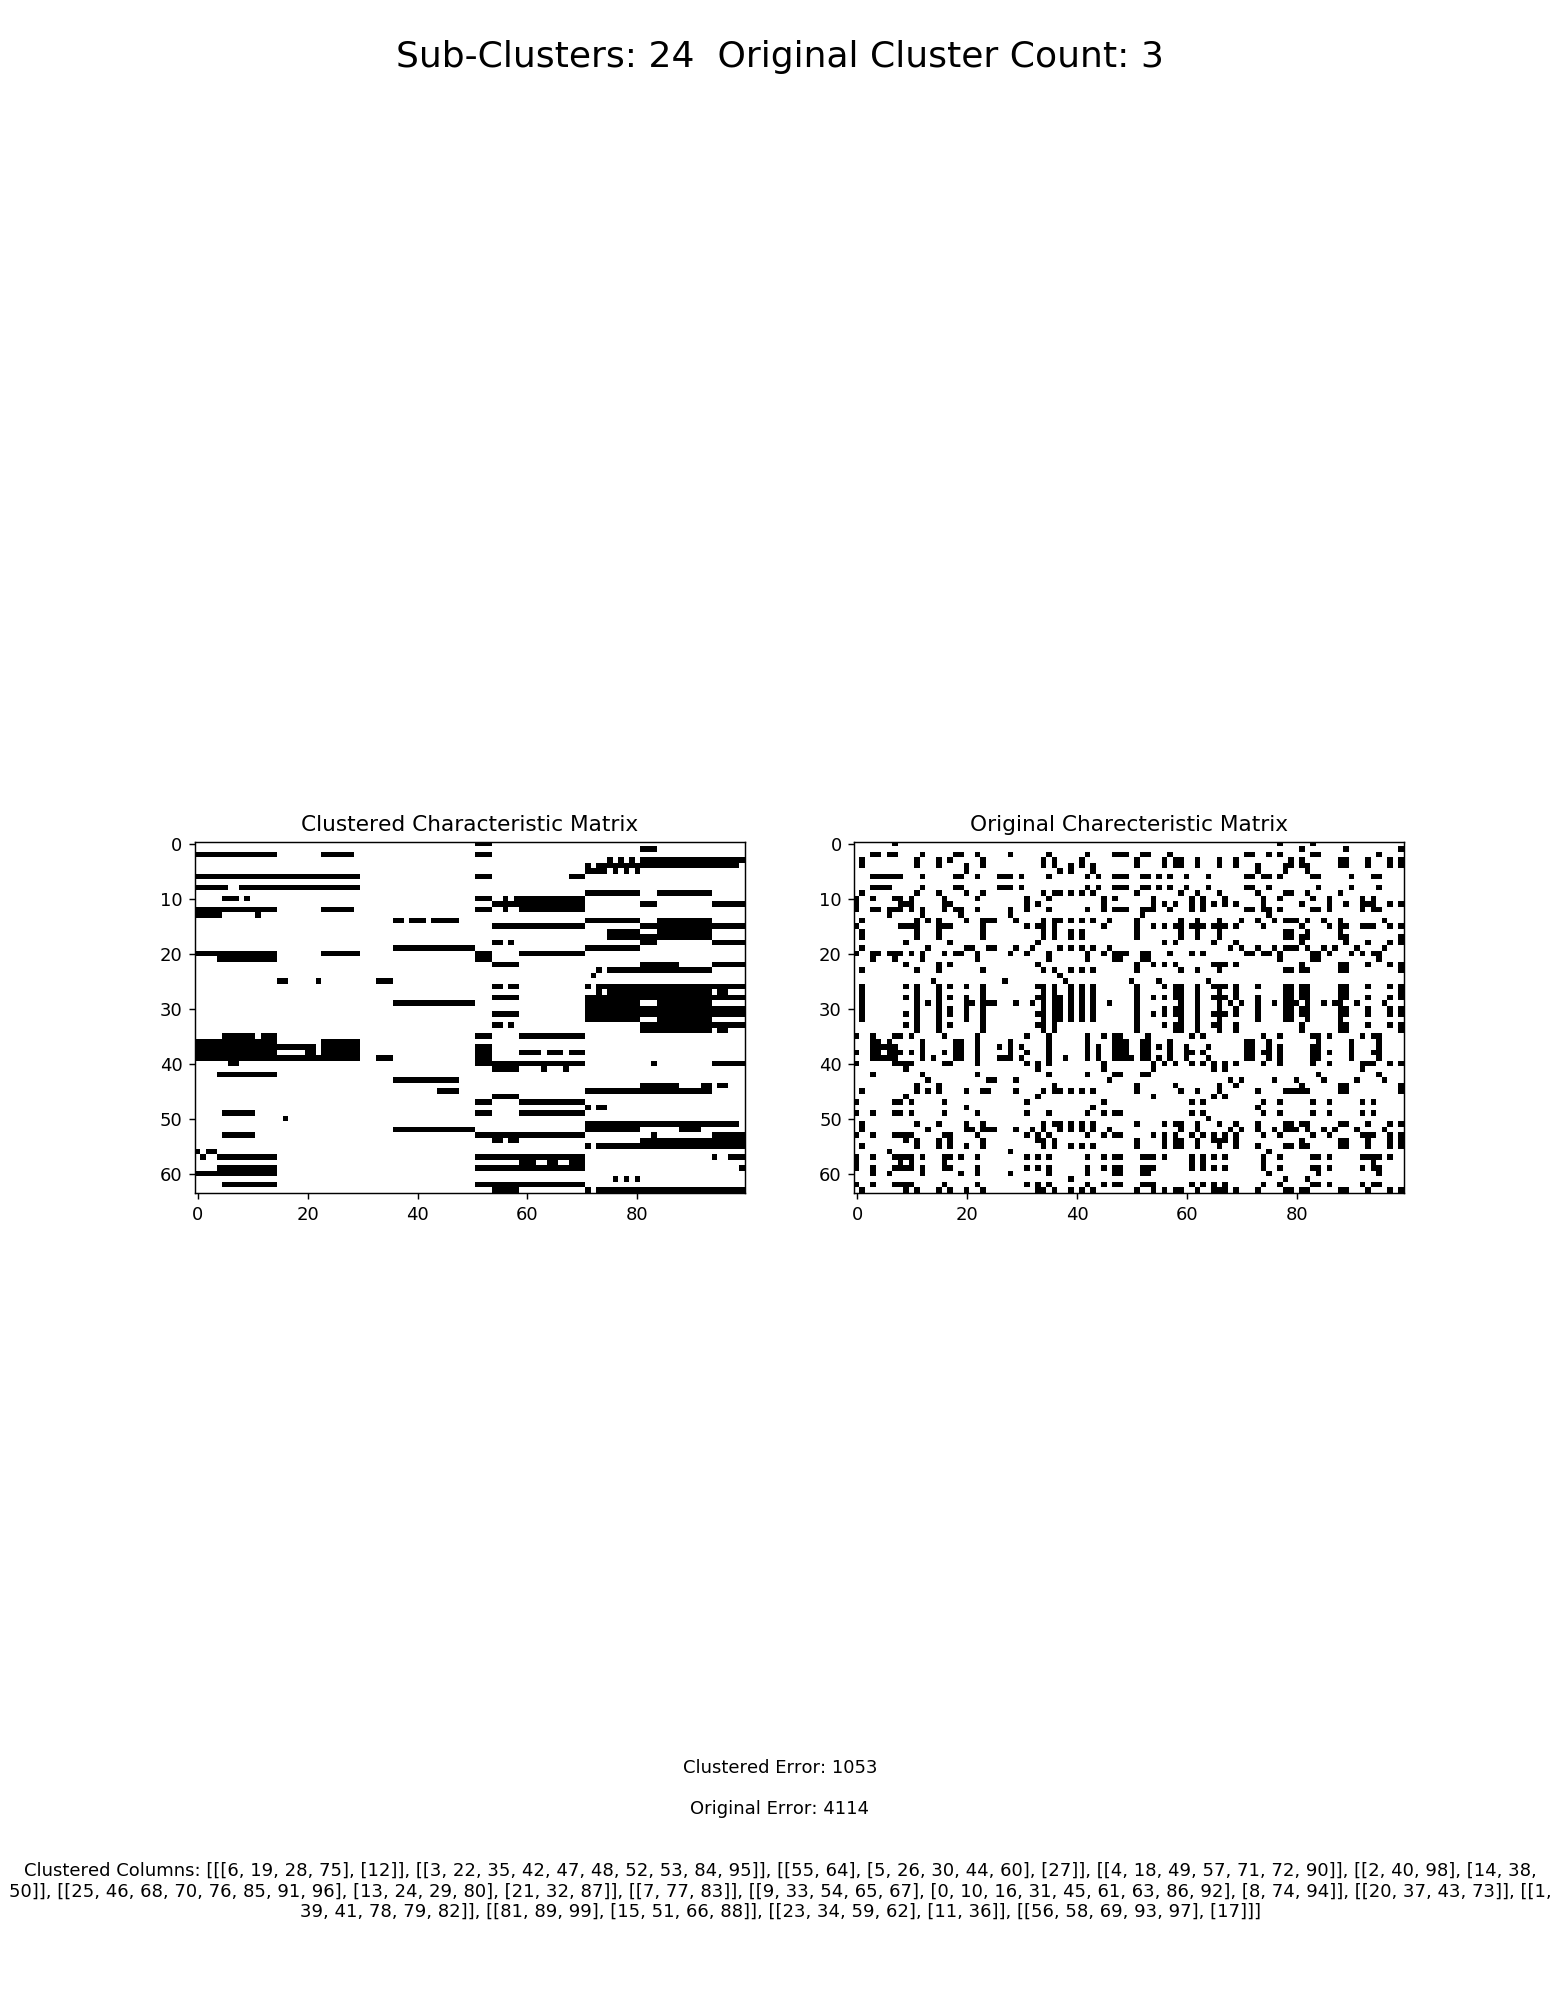 Sub-Clusters: 24  Original Cluster Count: 3
Clustered Characteristic Matrix
Original Charecteristic Matrix
0
10
20
30
40
50
60
0 20 40 60 80
0
10
20
30
40
50
60
0 20 40 60 80
Clustered Error: 1053
Original Error: 4114
Clustered Columns: [[[6, 19, 28, 75], [12]], [[3, 22, 35, 42, 47, 48, 52, 53, 84, 95]], [[55, 64], [5, 26, 30, 44, 60], [27]], [[4, 18, 49, 57, 71, 72, 90]], [[2, 40, 98], [14, 38,
50]], [[25, 46, 68, 70, 76, 85, 91, 96], [13, 24, 29, 80], [21, 32, 87]], [[7, 77, 83]], [[9, 33, 54, 65, 67], [0, 10, 16, 31, 45, 61, 63, 86, 92], [8, 74, 94]], [[20, 37, 43, 73]], [[1,
39, 41, 78, 79, 82]], [[81, 89, 99], [15, 51, 66, 88]], [[23, 34, 59, 62], [11, 36]], [[56, 58, 69, 93, 97], [17]]]